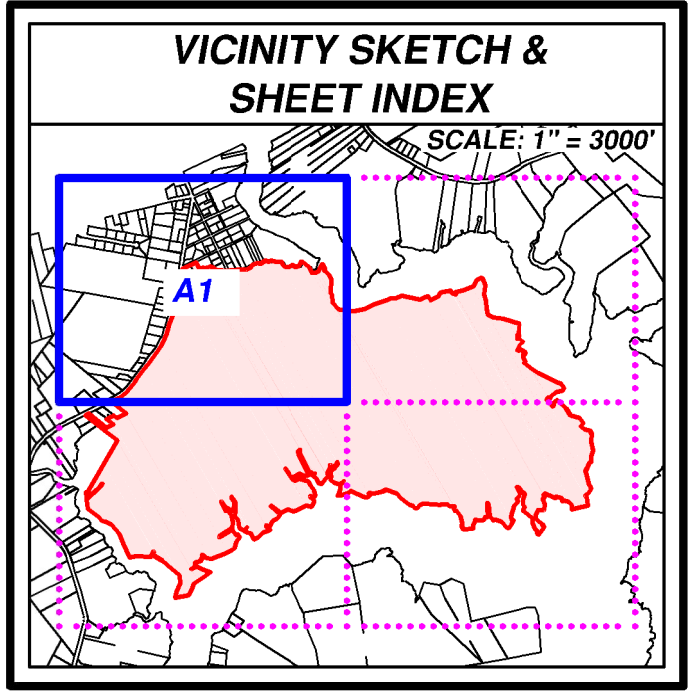 VICINITY SKETCH &
SHEET INDEX
SCALE: 1" = 3000'
A1